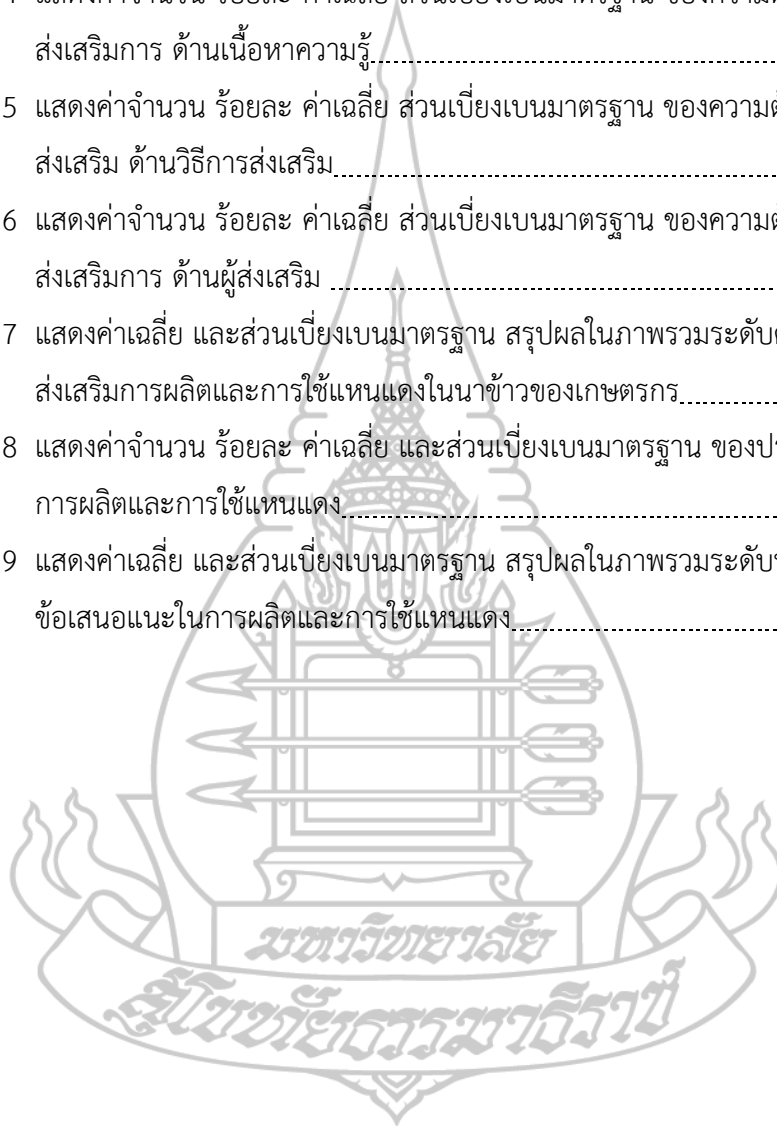 ส่งเสริมการ ด้านเนื้อหาความรู้
5 แสดงค่าจำนวน ร้อยละ ค่าเฉลี่ย ส่วนเบี่ยงเบนมาตรฐาน ของความต้
ส่งเสริม ด้านวิธีการส่งเสริม
6 แสดงค่าจำนวน ร้อยละ ค่าเฉลี่ย ส่วนเบี่ยงเบนมาตรฐาน ของความต้
ส่งเสริมการ ด้านผู้ส่งเสริม
7 แสดงค่าเฉลี่ย และส่วนเบี่ยงเบนมาตรฐาน สรุปผลในภาพรวมระดับค
ส่งเสริมการผลิตและการใช้แหนแดงในนาข้าวของเกษตรกร
8 แสดงค่าจำนวน ร้อยละ ค่าเฉลี่ย และส่วนเบี่ยงเบนมาตรฐาน ของปร
การผลิตและการใช้แหนแดง
9 แสดงค่าเฉลี่ย และส่วนเบี่ยงเบนมาตรฐาน สรุปผลในภาพรวมระดับ
ข้อเสนอแนะในการผลิตและการใช้แหนแดง
มหาวิทยาลัย
สุโขทัยธรรมาธิราช